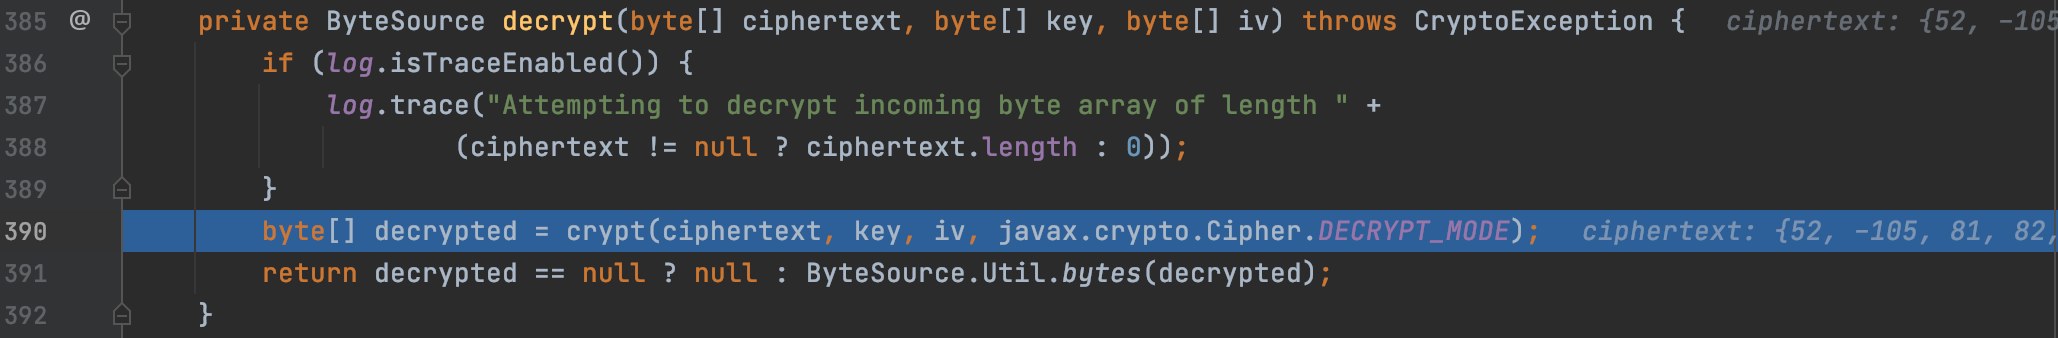 385 @ private ByteSource decrypt(byte[] ciphertext, byte[] key, byte[] iv) throws CryptoException { ciphertext: {52, -105
386 if (log.isTraceEnabled()) {
387 log.trace("Attempting to decrypt incoming byte array of length " +
388 (ciphertext != null ? ciphertext.length : 0));
389 }
390 byte[] decrypted = crypt(ciphertext, key, iv, javax.crypto.Cipher.DECRYPT_MODE); ciphertext: {52, -105, 81, 82,
391 return decrypted == null ? null : ByteSource.Util.bytes(decrypted);
392 }